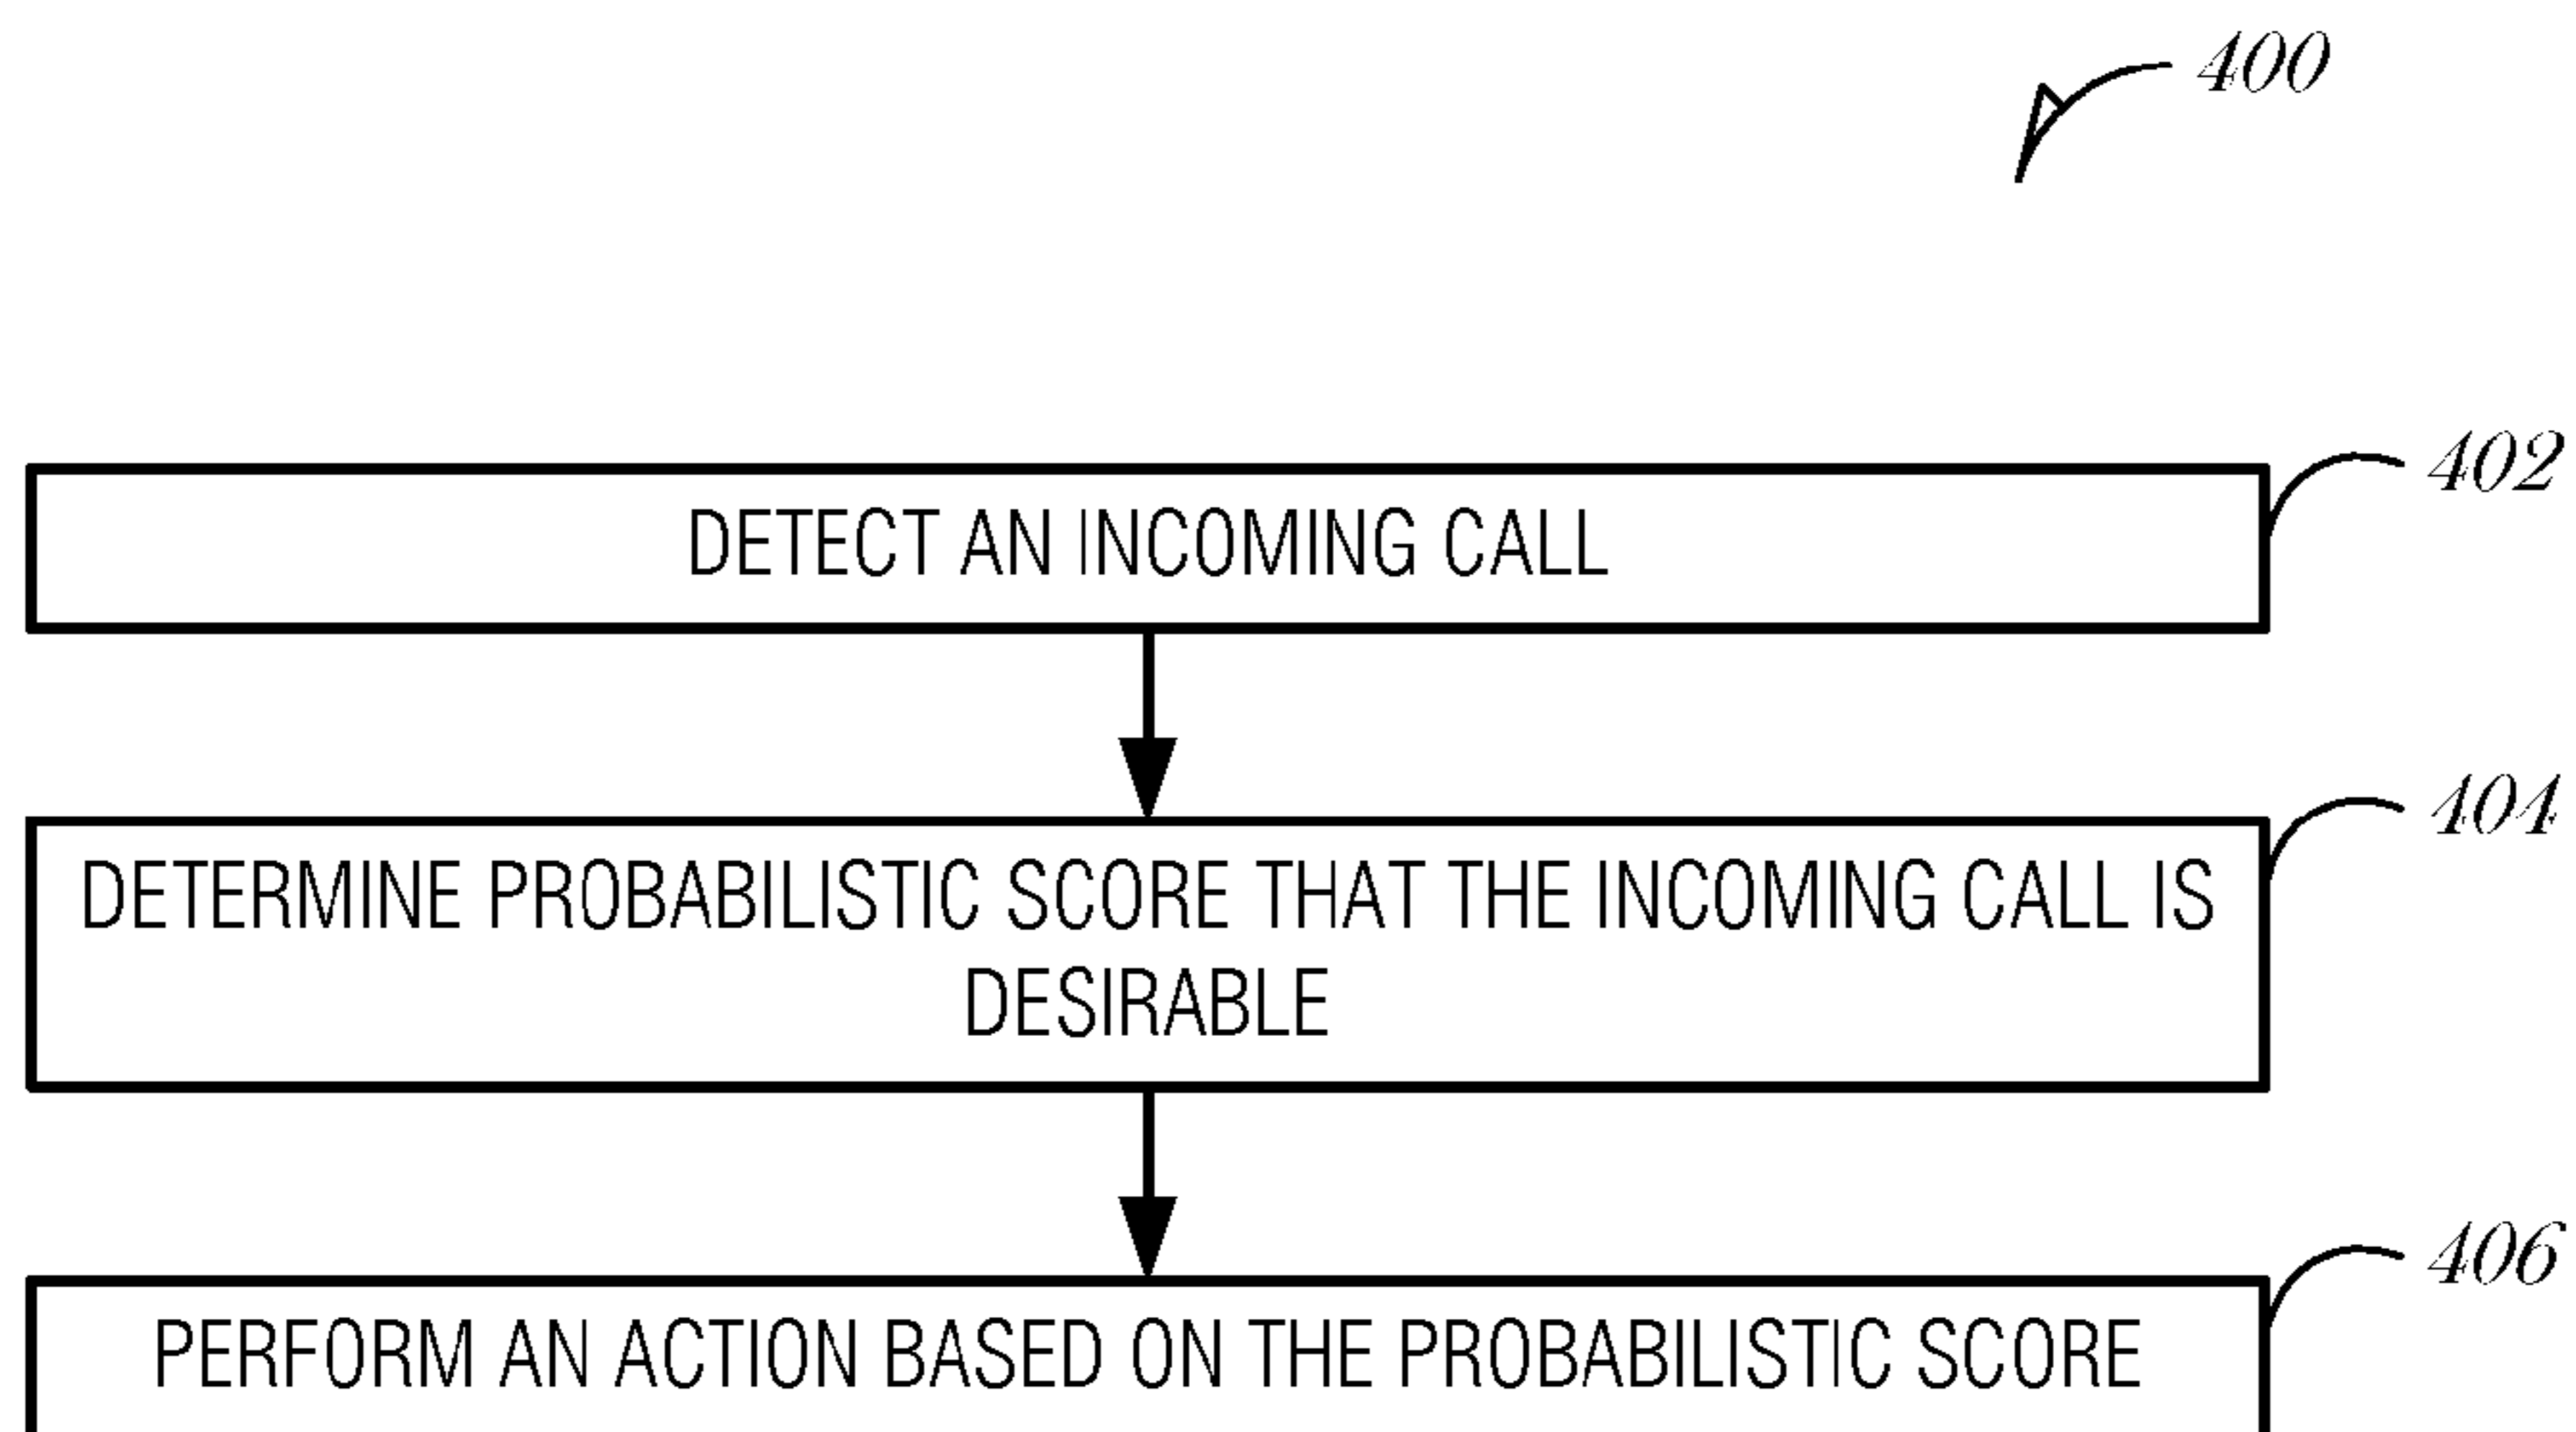 400
402
DETECT AN INCOMING CALL
404
DETERMINE PROBABILISTIC SCORE THAT THE INCOMING CALL IS
DESIRABLE
406
PERFORM AN ACTION BASED ON THE PROBABILISTIC SCORE